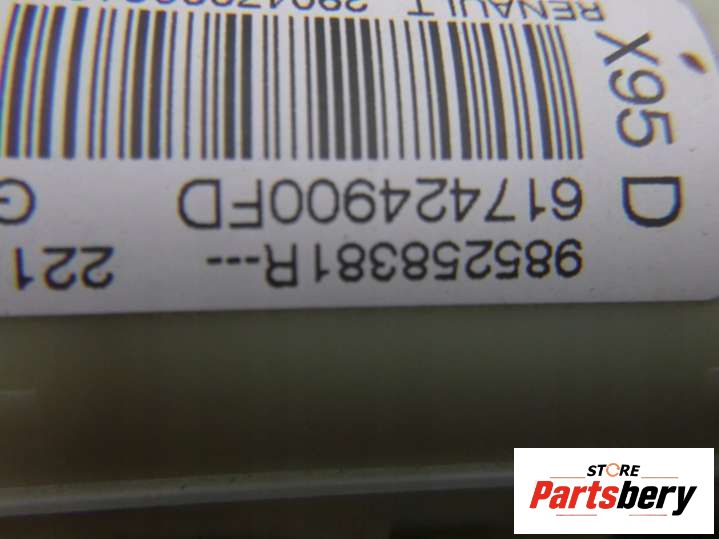 X95 D
985258381R--- 221
617424900FD G
RENAULT
STORE
Partsbery